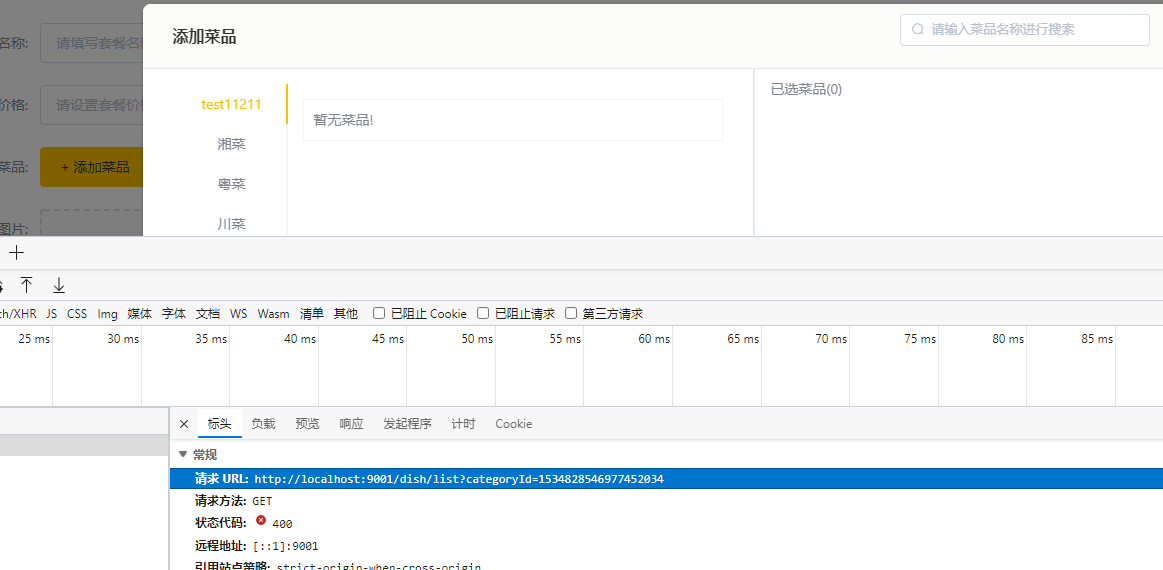 添加菜品
请输入菜品名称进行搜索
名称:
请填写套餐名
价格:
请设置套餐价
菜品:
+ 添加菜品
图片:
test11211
湘菜
粤菜
川菜
暂无菜品!
已选菜品(0)
ch/XHR JS CSS Img 媒体 字体 文档 WS Wasm 清单 其他 已阻止 Cookie 已阻止请求 第三方请求
25 ms 30 ms 35 ms 40 ms 45 ms 50 ms 55 ms 60 ms 65 ms 70 ms 75 ms 80 ms 85 ms
标头 负载 预览 响应 发起程序 计时 Cookie
常规
请求 URL: http://localhost:9001/dish/list?categoryId=1534828546977452034
请求方法: GET
状态代码: 400
远程地址: [::1]:9001
引用站点策略: strict-origin-when-cross-origin